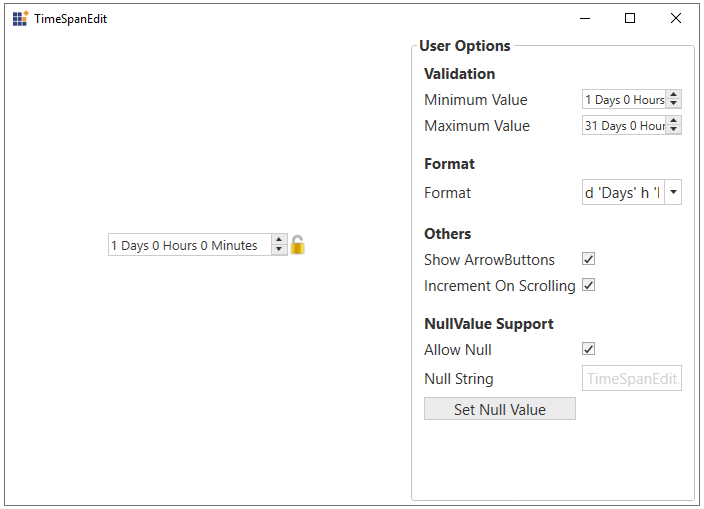 TimeSpanEdit
User Options
Validation
Minimum Value 1 Days 0 Hours
Maximum Value 31 Days 0 Hour
Format
Format d 'Days' h '
1 Days 0 Hours 0 Minutes
Others
Show ArrowButtons
Increment On Scrolling
NullValue Support
Allow Null
Null String TimeSpanEdit.
Set Null Value